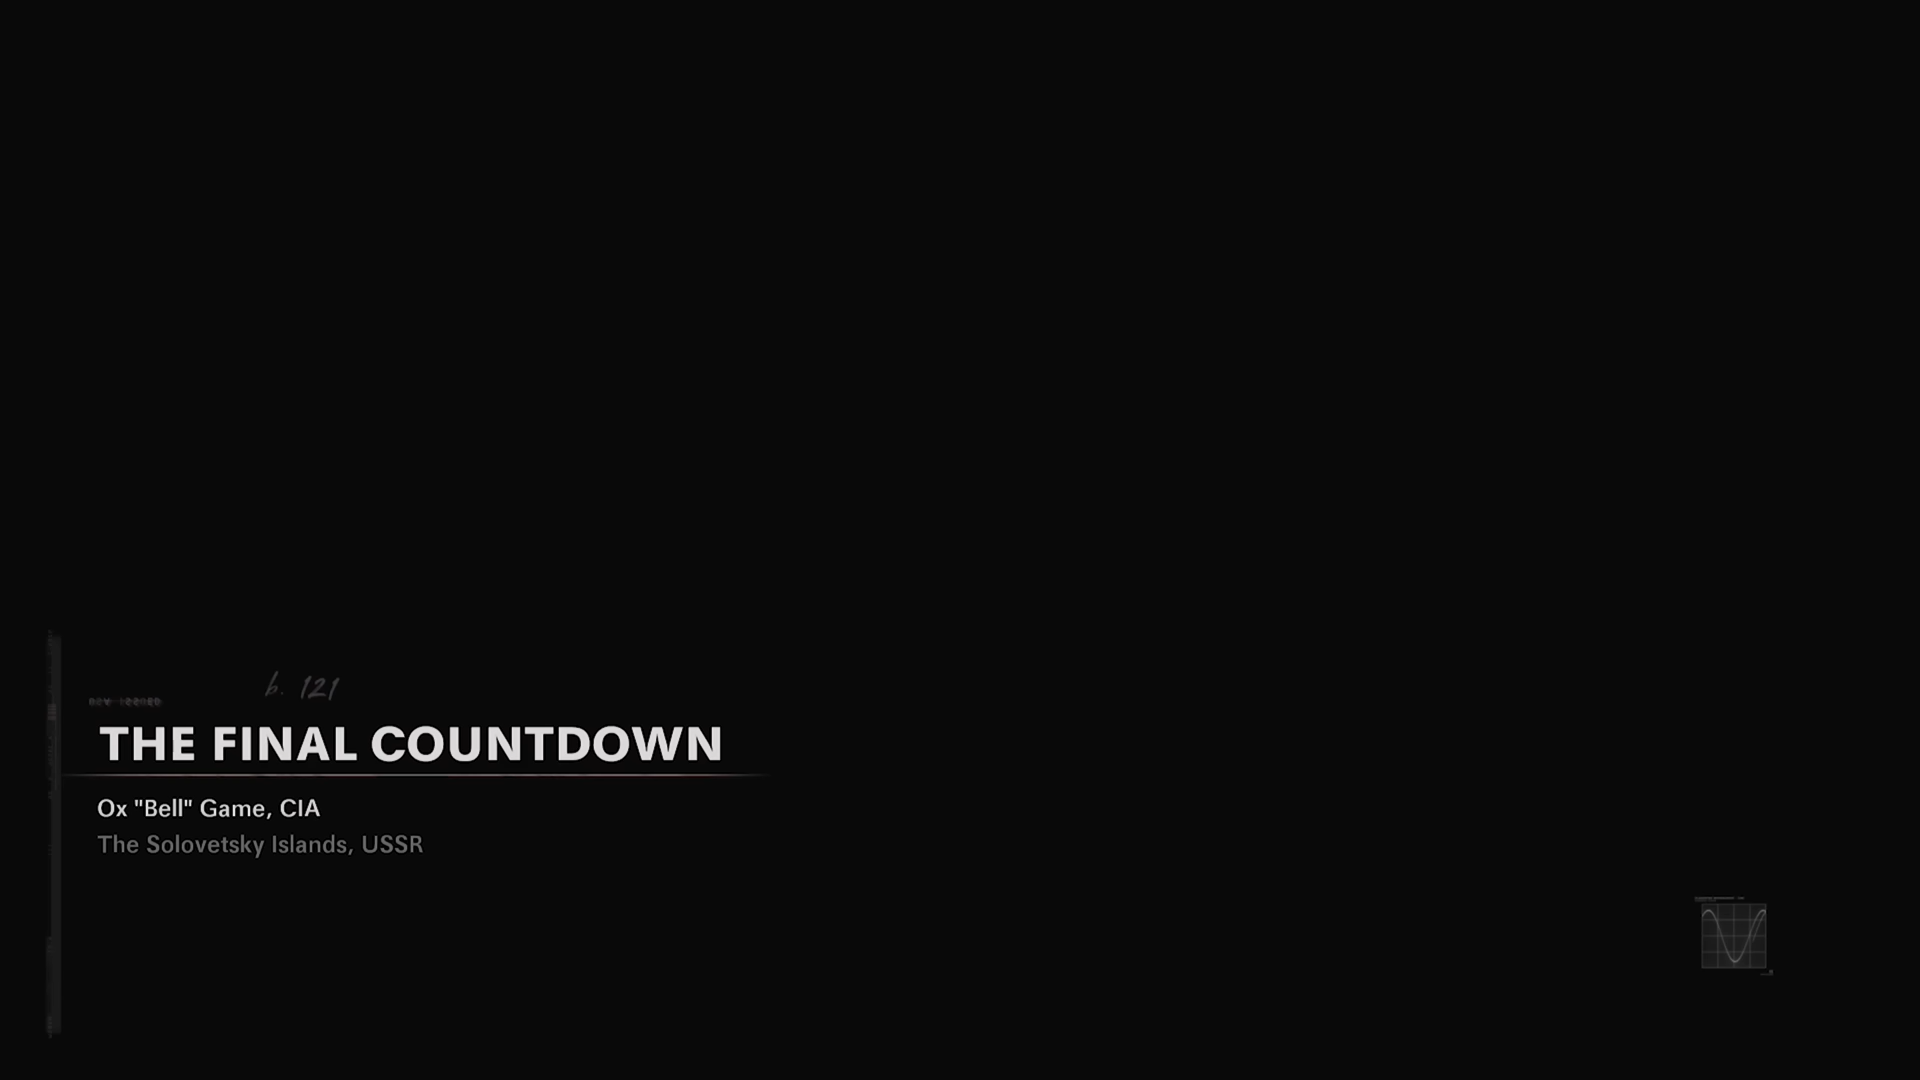 b. 121
THE FINAL COUNTDOWN
Ox "Bell" Game, CIA
The Solovetsky Islands, USSR